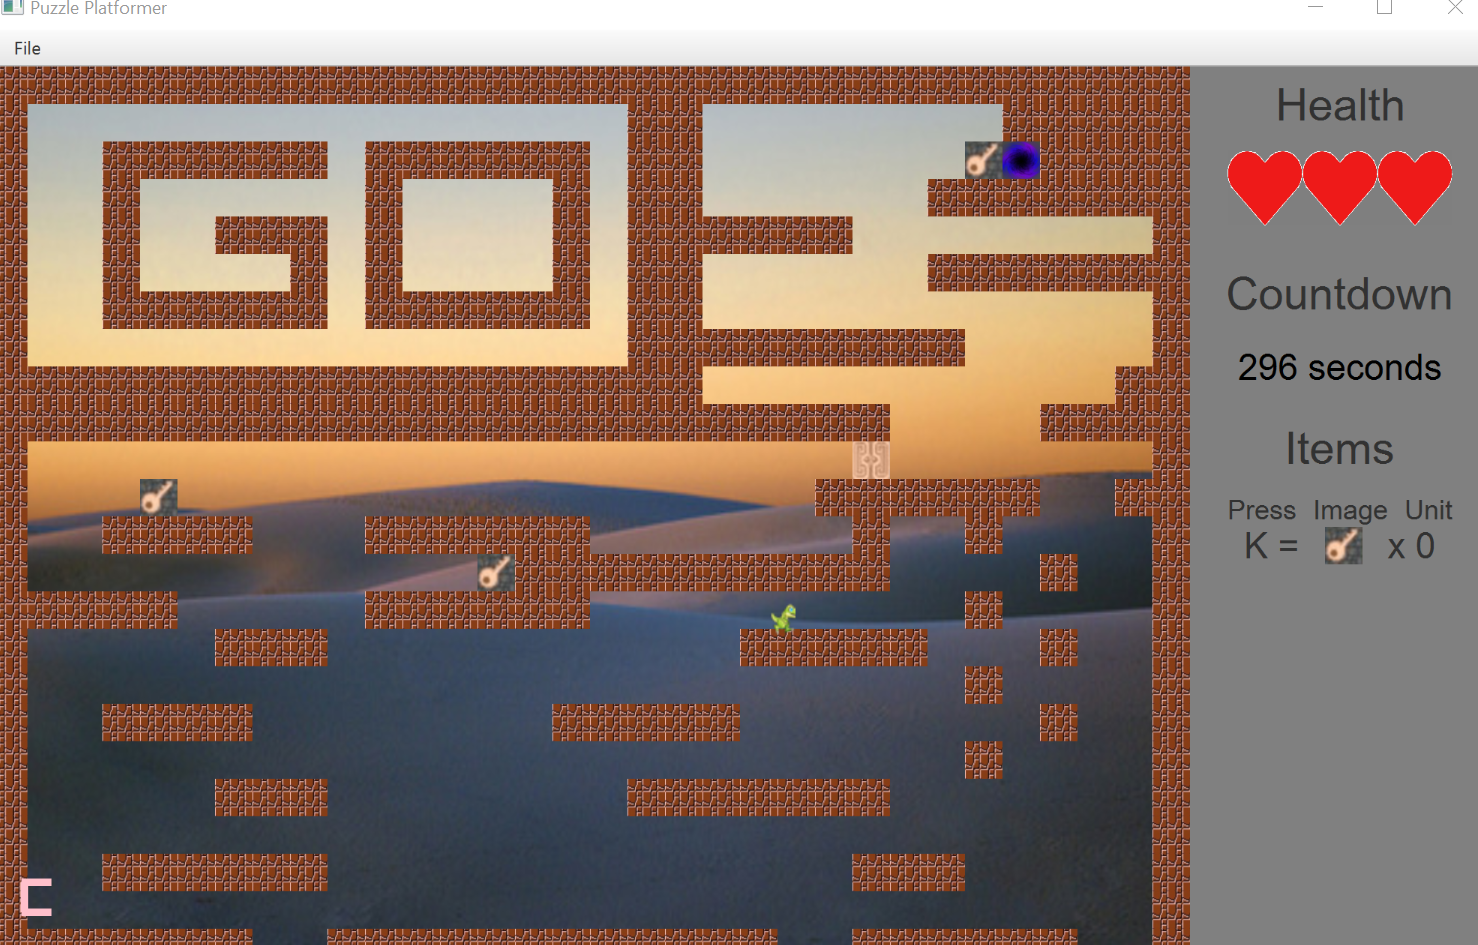 Puzzle Platformer
File
GO
Health
Countdown
296 seconds
Items
Press Image Unit
K = x 0